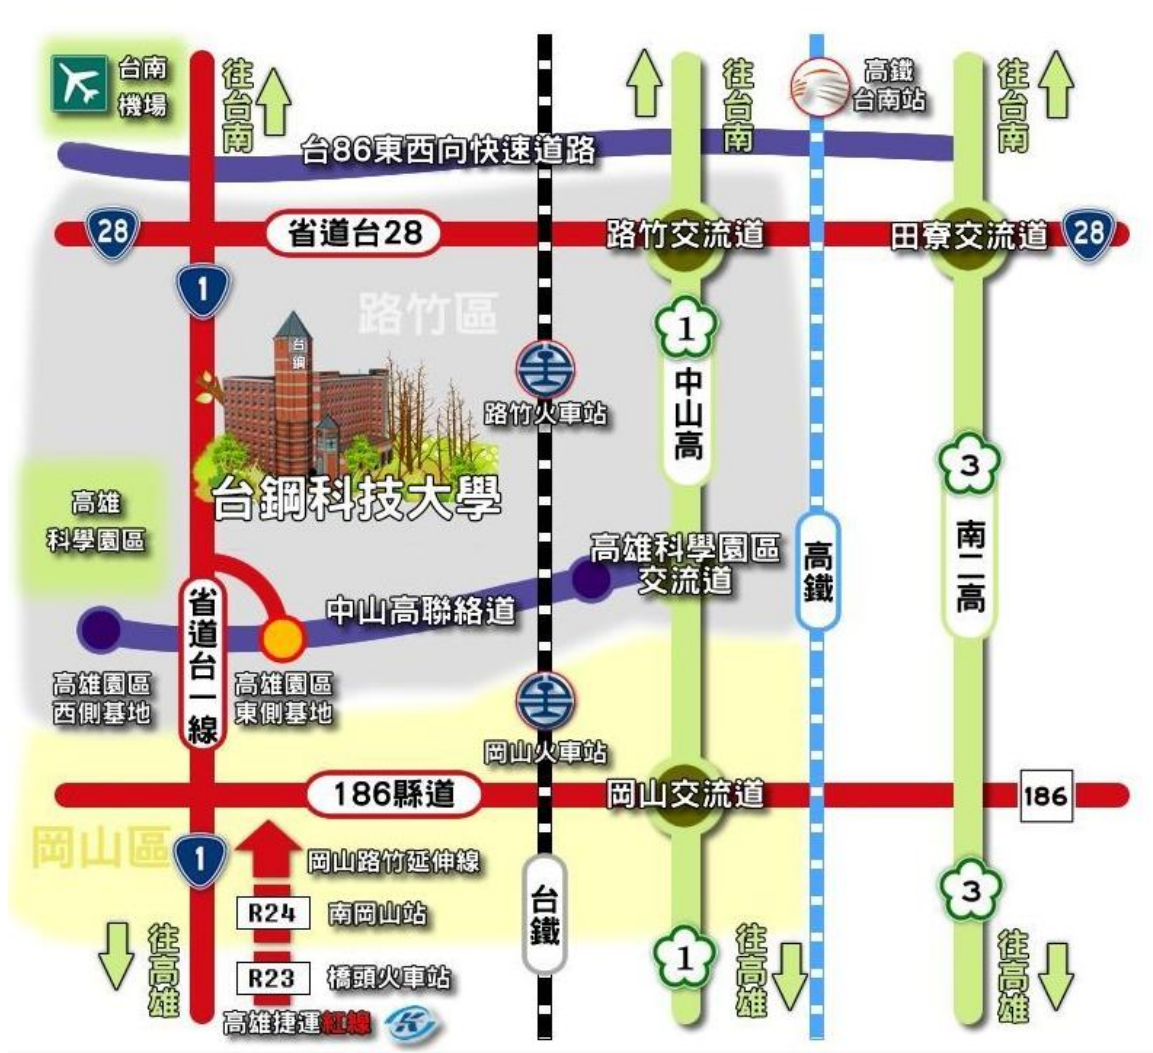 台南
機場
往台南
往台南
高鐵
台南站
往台南
台86東西向快速道路
28
省道台28
路竹交流道
田寮交流道
28
1
路竹區
1
台鋼
路竹火車站
中山高
3
台鋼科技大學
高雄
科學園區
南二高
高雄科學園區
交流道
高鐵
省道台一線
中山高聯絡道
高雄園區
西側基地
高雄園區
東側基地
岡山火車站
186縣道
岡山交流道
186
岡山區
1
岡山路竹延伸線
3
R24
南岡山站
台鐵
往高雄
1
往高雄
往高雄
R23
橋頭火車站
高雄捷運紅線
K